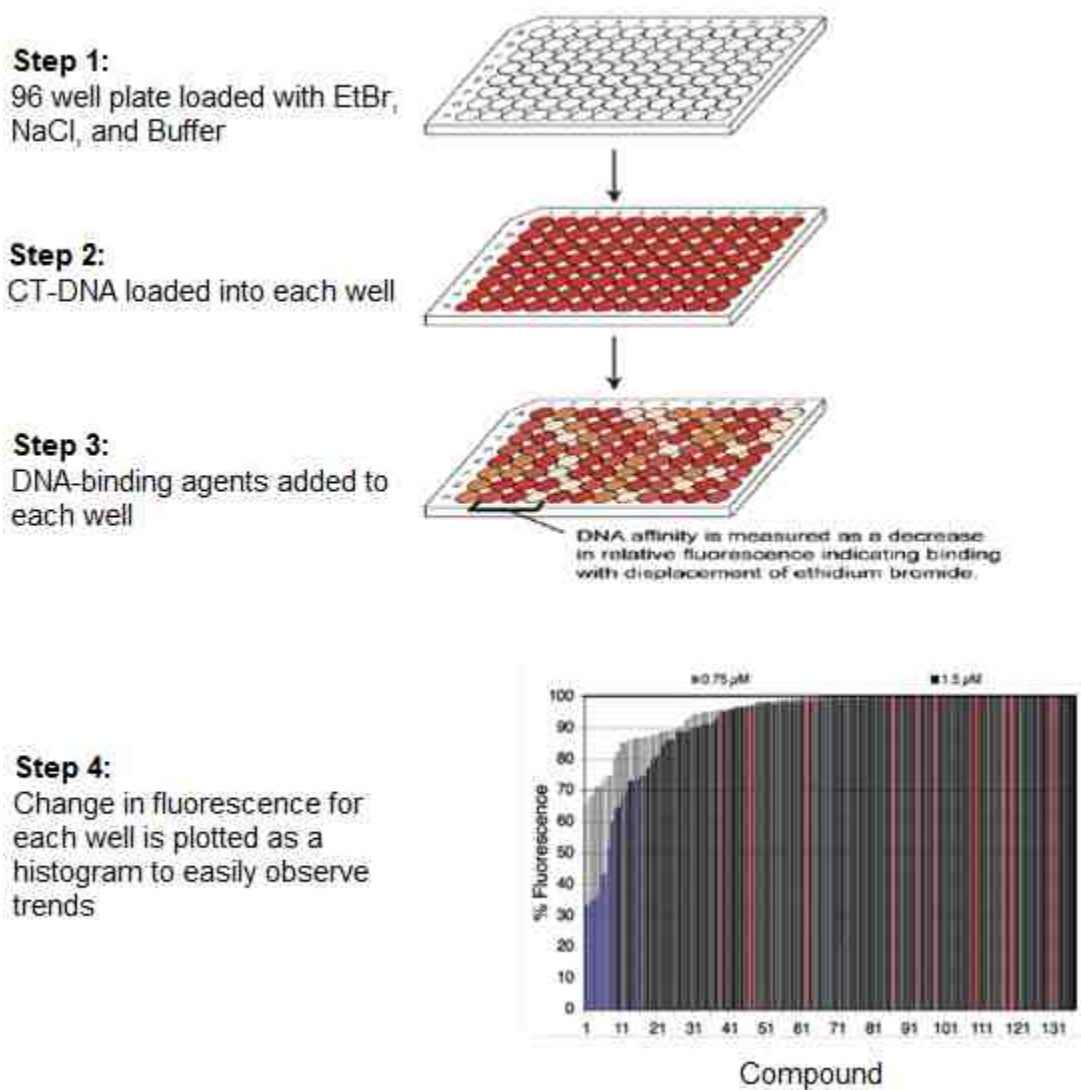 Step 1:
96 well plate loaded with EtBr,
NaCl, and Buffer
Step 2:
CT-DNA loaded into each well
Step 3:
DNA-binding agents added to
each well
DNA affinity is measured as a decrease
in relative fluorescence indicating binding
with displacement of ethidium bromide.
Step 4:
Change in fluorescence for
each well is plotted as a
histogram to easily observe
trends
0.75 μM 1.5 μM
100
90
80
70
60
50
40
30
20
10
0
% Fluorescence
1 11 21 31 41 51 61 71 81 91 101 111 121 131
Compound